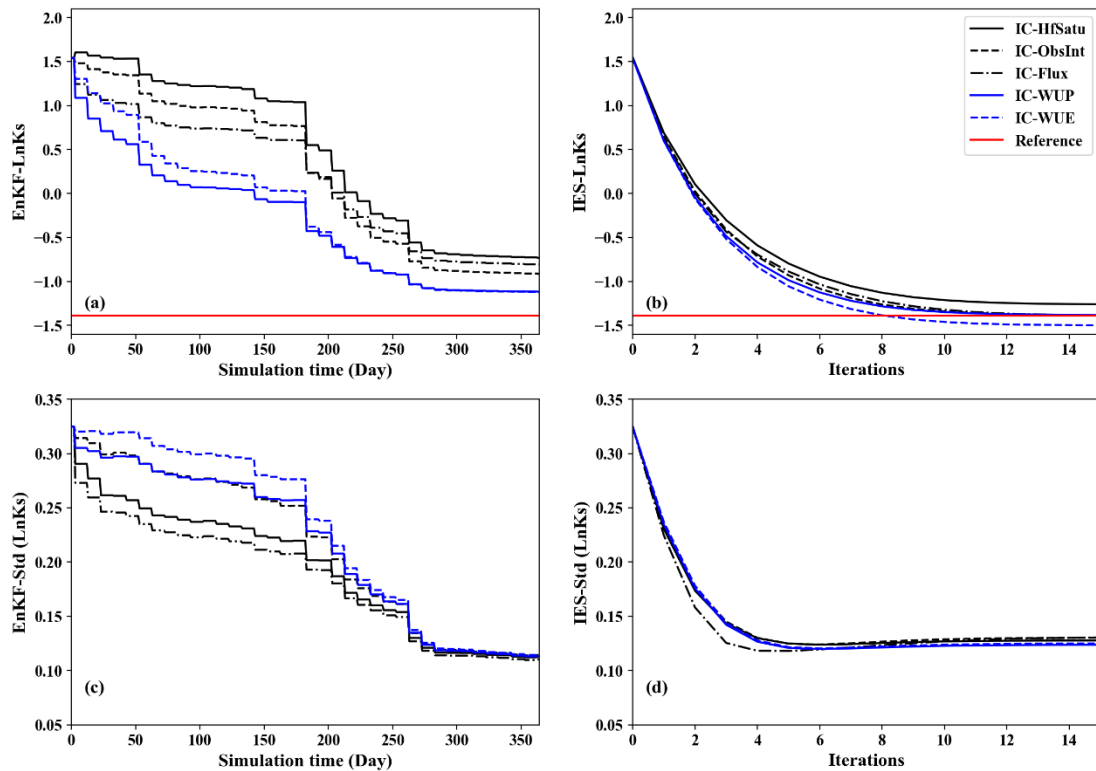 EnKF-LnKs
2.0
1.5
1.0
0.5
0.0
−0.5
−1.0
−1.5
(a)
0 50 100 150 200 250 300 350
Simulation time (Day)
IES-LnKs
2.0
1.5
1.0
0.5
0.0
−0.5
−1.0
−1.5
IC-HfSatu
IC-ObsInt
IC-Flux
IC-WUP
IC-WUE
Reference
(b)
0 2 4 6 8 10 12 14
Iterations
EnKF-Std (LnKs)
0.35
0.30
0.25
0.20
0.15
0.10
0.05
(c)
0 50 100 150 200 250 300 350
Simulation time (Day)
IES-Std (LnKs)
0.35
0.30
0.25
0.20
0.15
0.10
0.05
(d)
0 2 4 6 8 10 12 14
Iterations